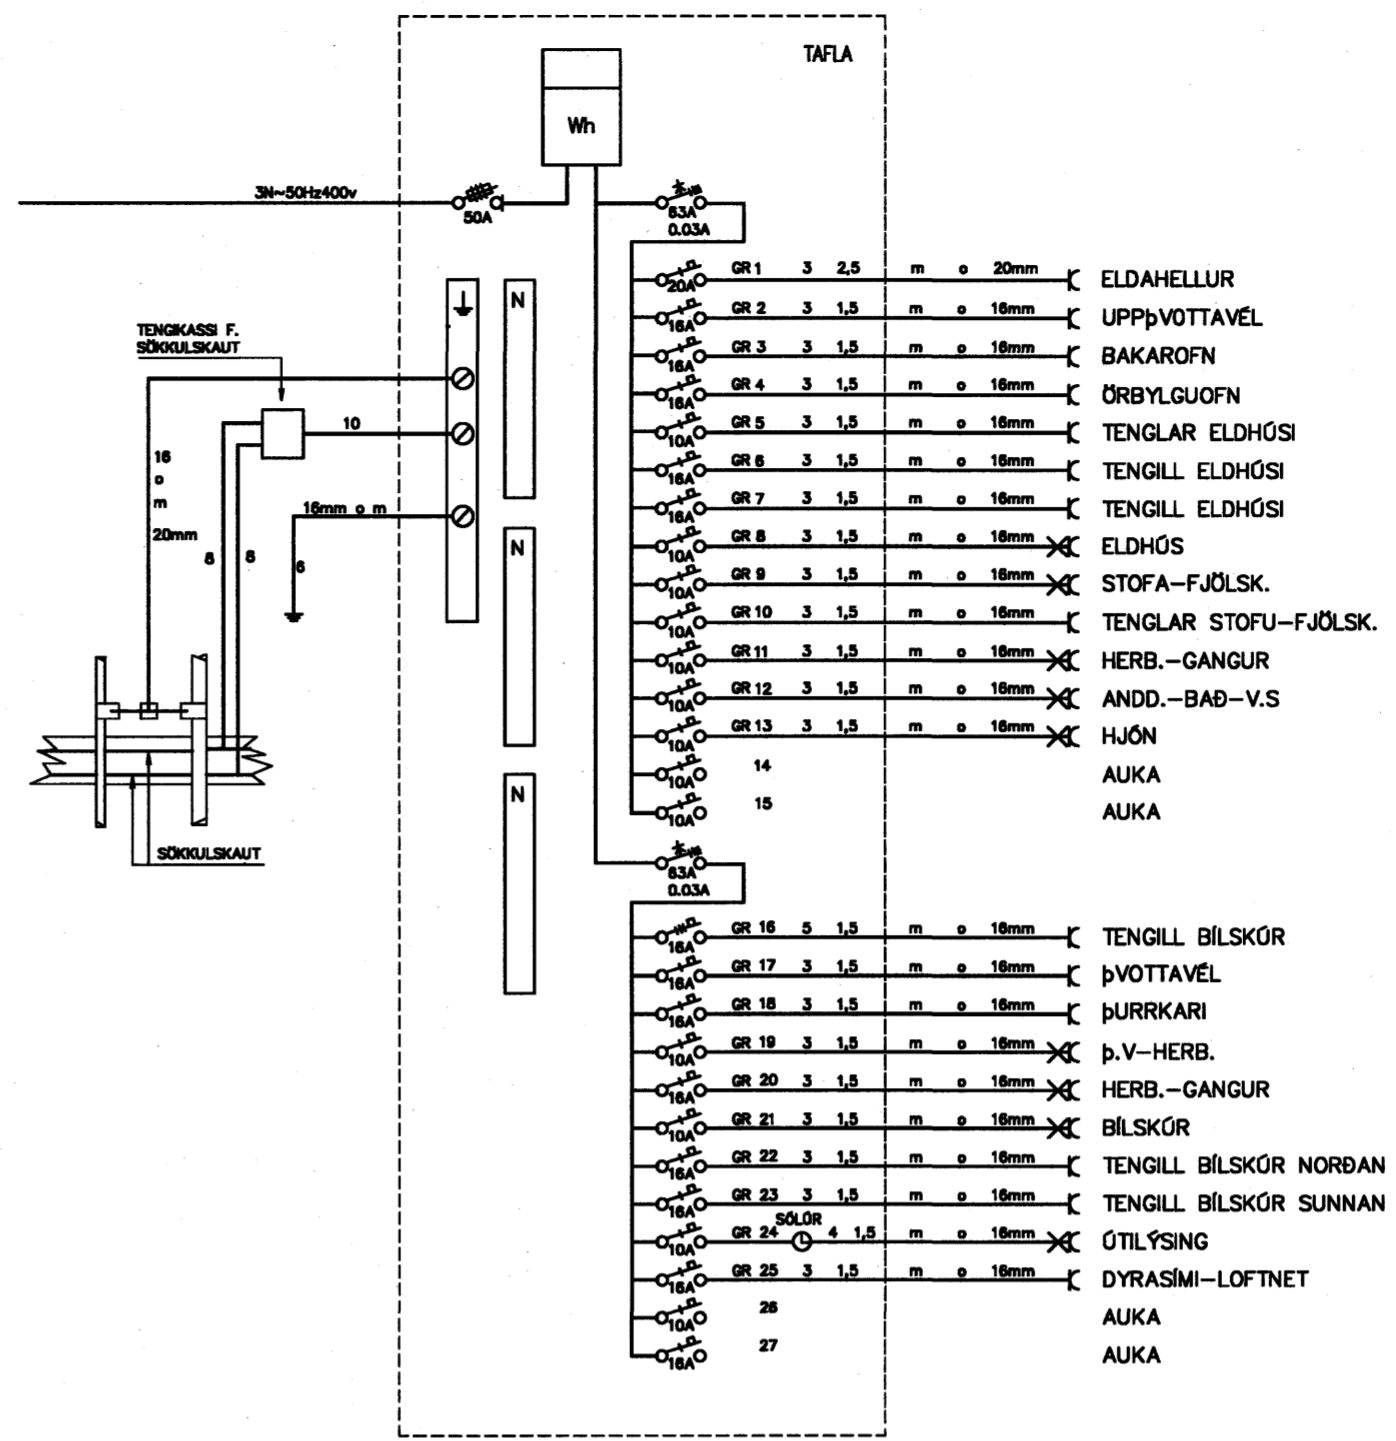 TAFLA
Wh
3N~50Hz400v
50A
63A
0.03A
GR 1 3 2,5 m o 20mm ELDAHELLUR
20A
GR 2 3 1,5 m o 16mm UPPÞVOTTAVÉL
16A
GR 3 3 1,5 m o 16mm BAKAROFN
16A
GR 4 3 1,5 m o 16mm ÖRBYLGUOFN
16A
GR 5 3 1,5 m o 16mm TENGLAR ELDHÚSI
10A
GR 6 3 1,5 m o 16mm TENGILL ELDHÚSI
16A
GR 7 3 1,5 m o 16mm TENGILL ELDHÚSI
16A
GR 8 3 1,5 m o 16mm ELDHÚS
10A
GR 9 3 1,5 m o 16mm STOFA-FJÖLSK.
10A
GR 10 3 1,5 m o 16mm TENGLAR STOFU-FJÖLSK.
10A
GR 11 3 1,5 m o 16mm HERB.-GANGUR
10A
GR 12 3 1,5 m o 16mm ANDD.-BAÐ-V.S
10A
GR 13 3 1,5 m o 16mm HJÓN
10A
14 AUKA
10A
15 AUKA
10A
63A
0.03A
GR 16 5 1,5 m o 16mm TENGILL BÍLSKÚR
16A
GR 17 3 1,5 m o 16mm ÞVOTTAVÉL
16A
GR 18 3 1,5 m o 16mm ÞURRKARI
16A
GR 19 3 1,5 m o 16mm Þ.V-HERB.
10A
GR 20 3 1,5 m o 16mm HERB.-GANGUR
16A
GR 21 3 1,5 m o 16mm BÍLSKÚR
10A
GR 22 3 1,5 m o 16mm TENGILL BÍLSKÚR NORÐAN
16A
GR 23 3 1,5 m o 16mm TENGILL BÍLSKÚR SUNNAN
16A
SÓLÚR
GR 24 4 1,5 m o 16mm ÚTILÝSING
10A
GR 25 3 1,5 m o 16mm DYRASÍMI-LOFTNET
16A
26 AUKA
10A
27 AUKA
16A
N
N
N
TENGIKASSI F.
SÖKKULSKAUT
10
16
o
m
20mm
8
8
16mm o m
6
SÖKKULSKAUT